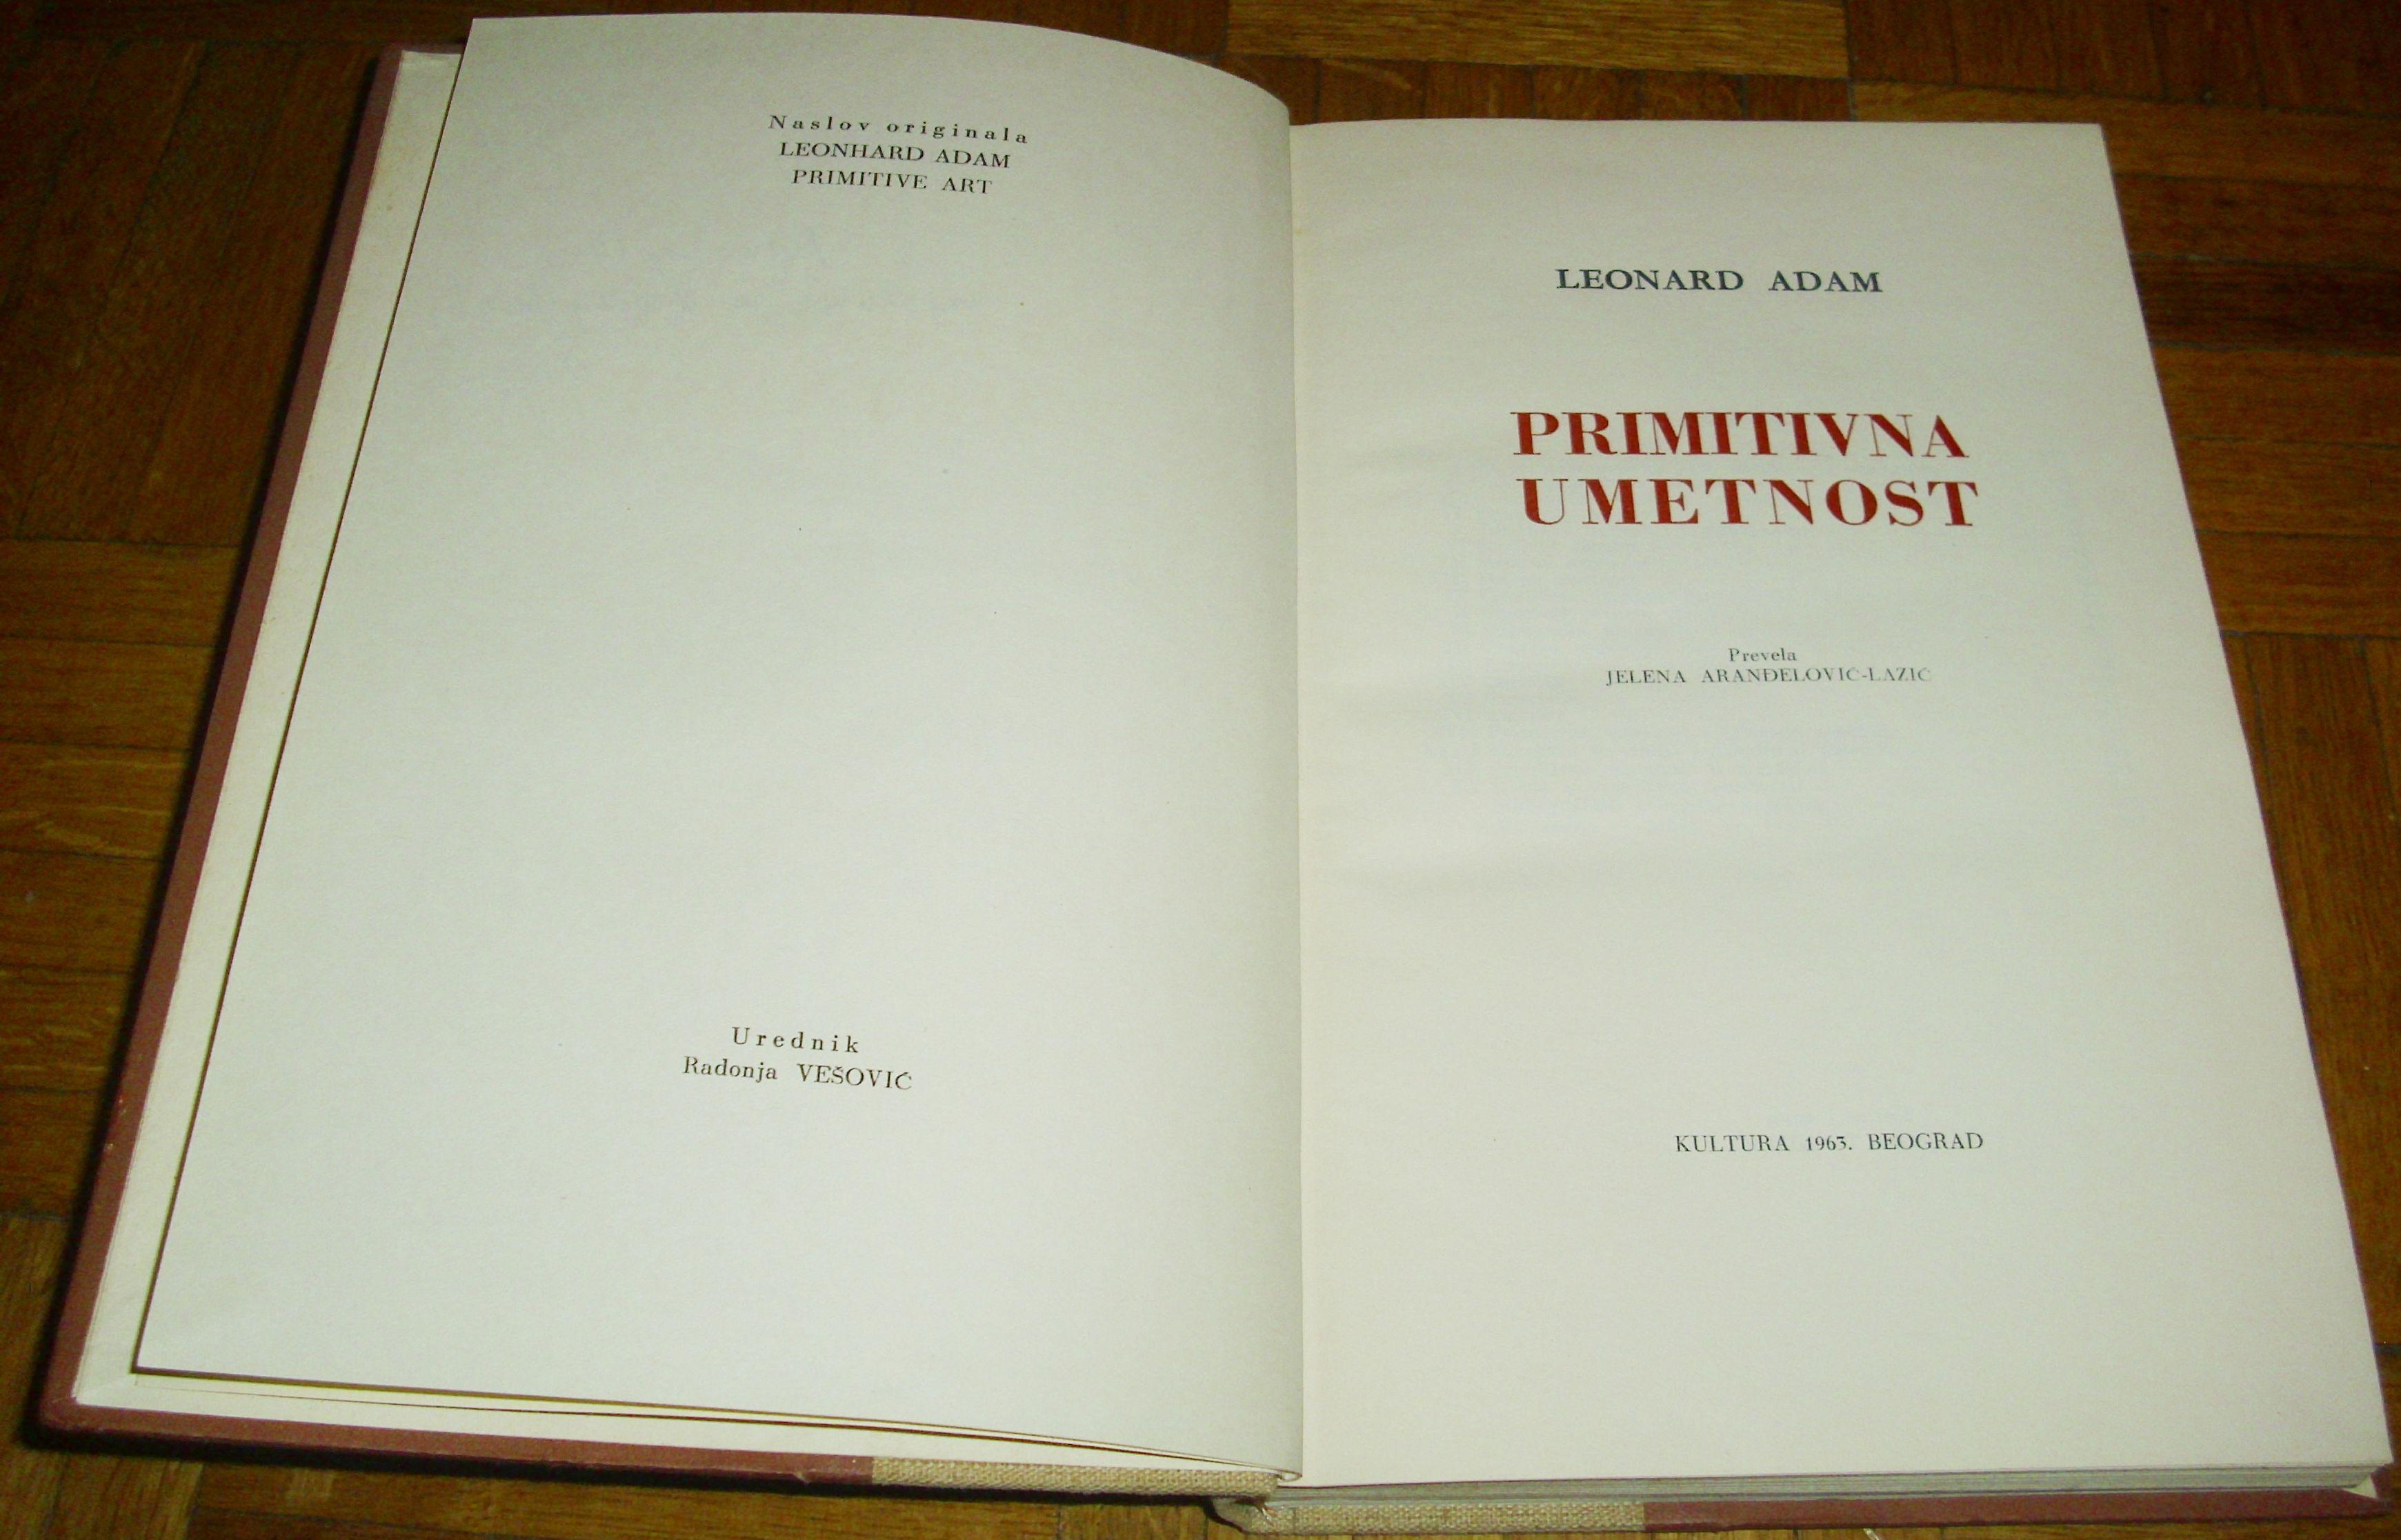 Naslov originala
LEONHARD ADAM
PRIMITIVE ART
Urednik
Radonja VEŠOVIĆ
LEONARD ADAM
PRIMITIVNA
UMETNOST
Prevela
JELENA ARANĐELOVIĆ-LAZIĆ
KULTURA 1963. BEOGRAD